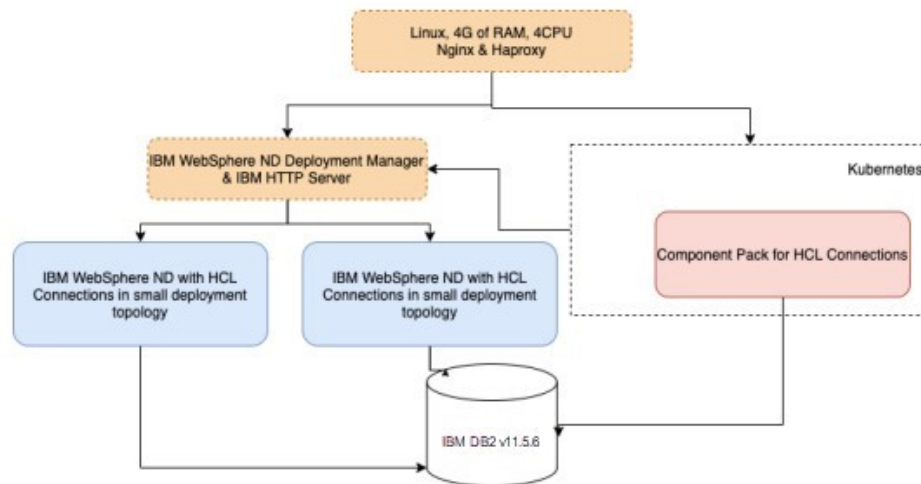 Linux, 4G of RAM, 4CPU
Nginx & Haproxy
IBM WebSphere ND Deployment Manager
& IBM HTTP Server
Kubernetes
IBM WebSphere ND with HCL
Connections in small deployment
topology
IBM WebSphere ND with HCL
Connections in small deployment
topology
Component Pack for HCL Connections
IBM DB2 v11.5.6